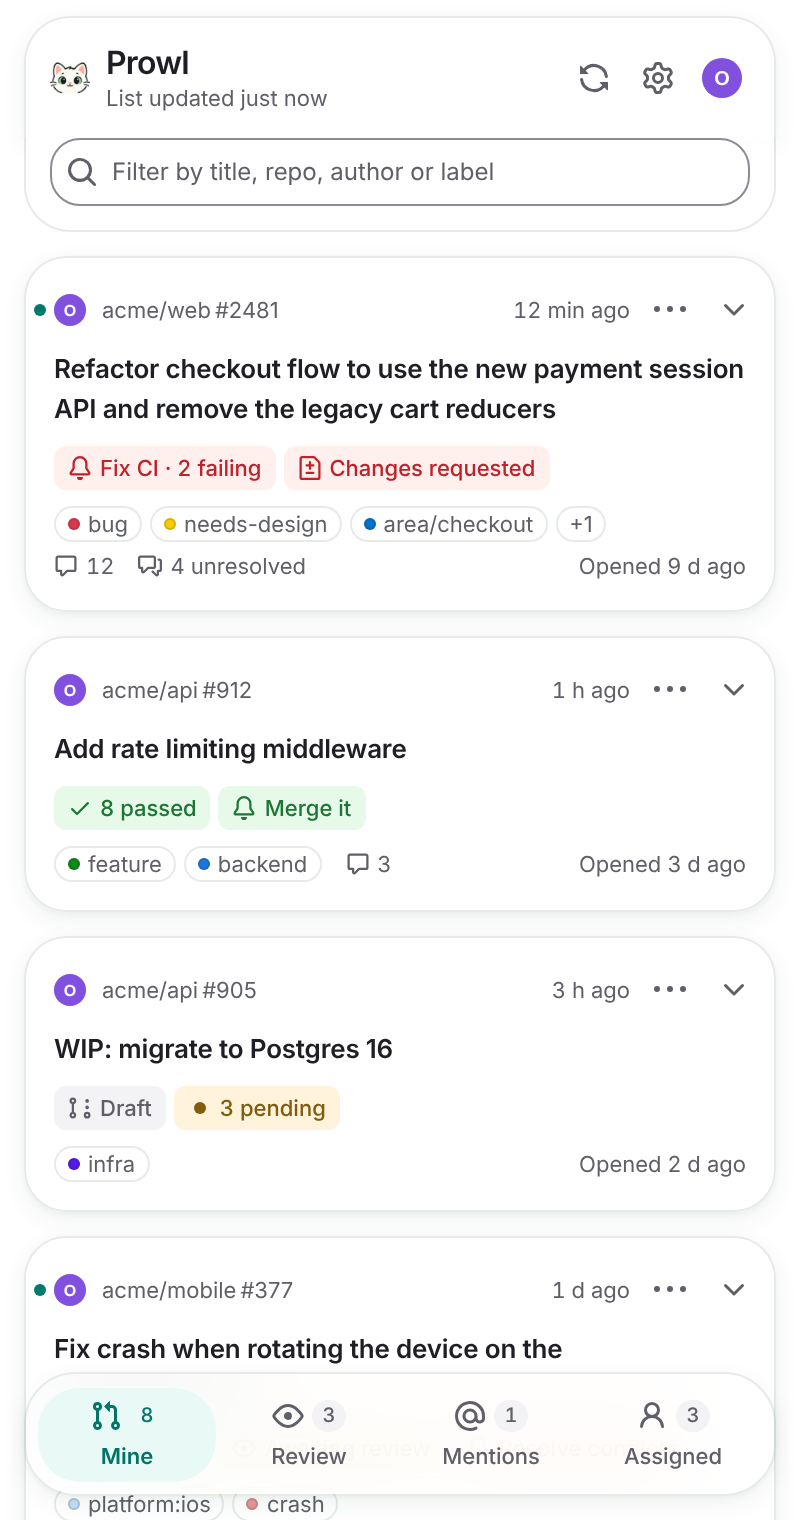 Prowl
List updated just now
O
Filter by title, repo, author or label
O acme/web #2481 12 min ago
Refactor checkout flow to use the new payment session
API and remove the legacy cart reducers
Fix CI · 2 failing Changes requested
bug needs-design area/checkout +1
12 4 unresolved Opened 9 d ago
O acme/api #912 1 h ago
Add rate limiting middleware
8 passed Merge it
feature backend 3 Opened 3 d ago
O acme/api #905 3 h ago
WIP: migrate to Postgres 16
Draft 3 pending
infra Opened 2 d ago
O acme/mobile #377 1 d ago
Fix crash when rotating the device on the
8 3 1 3
Mine Review Mentions Assigned
platform:ios crash